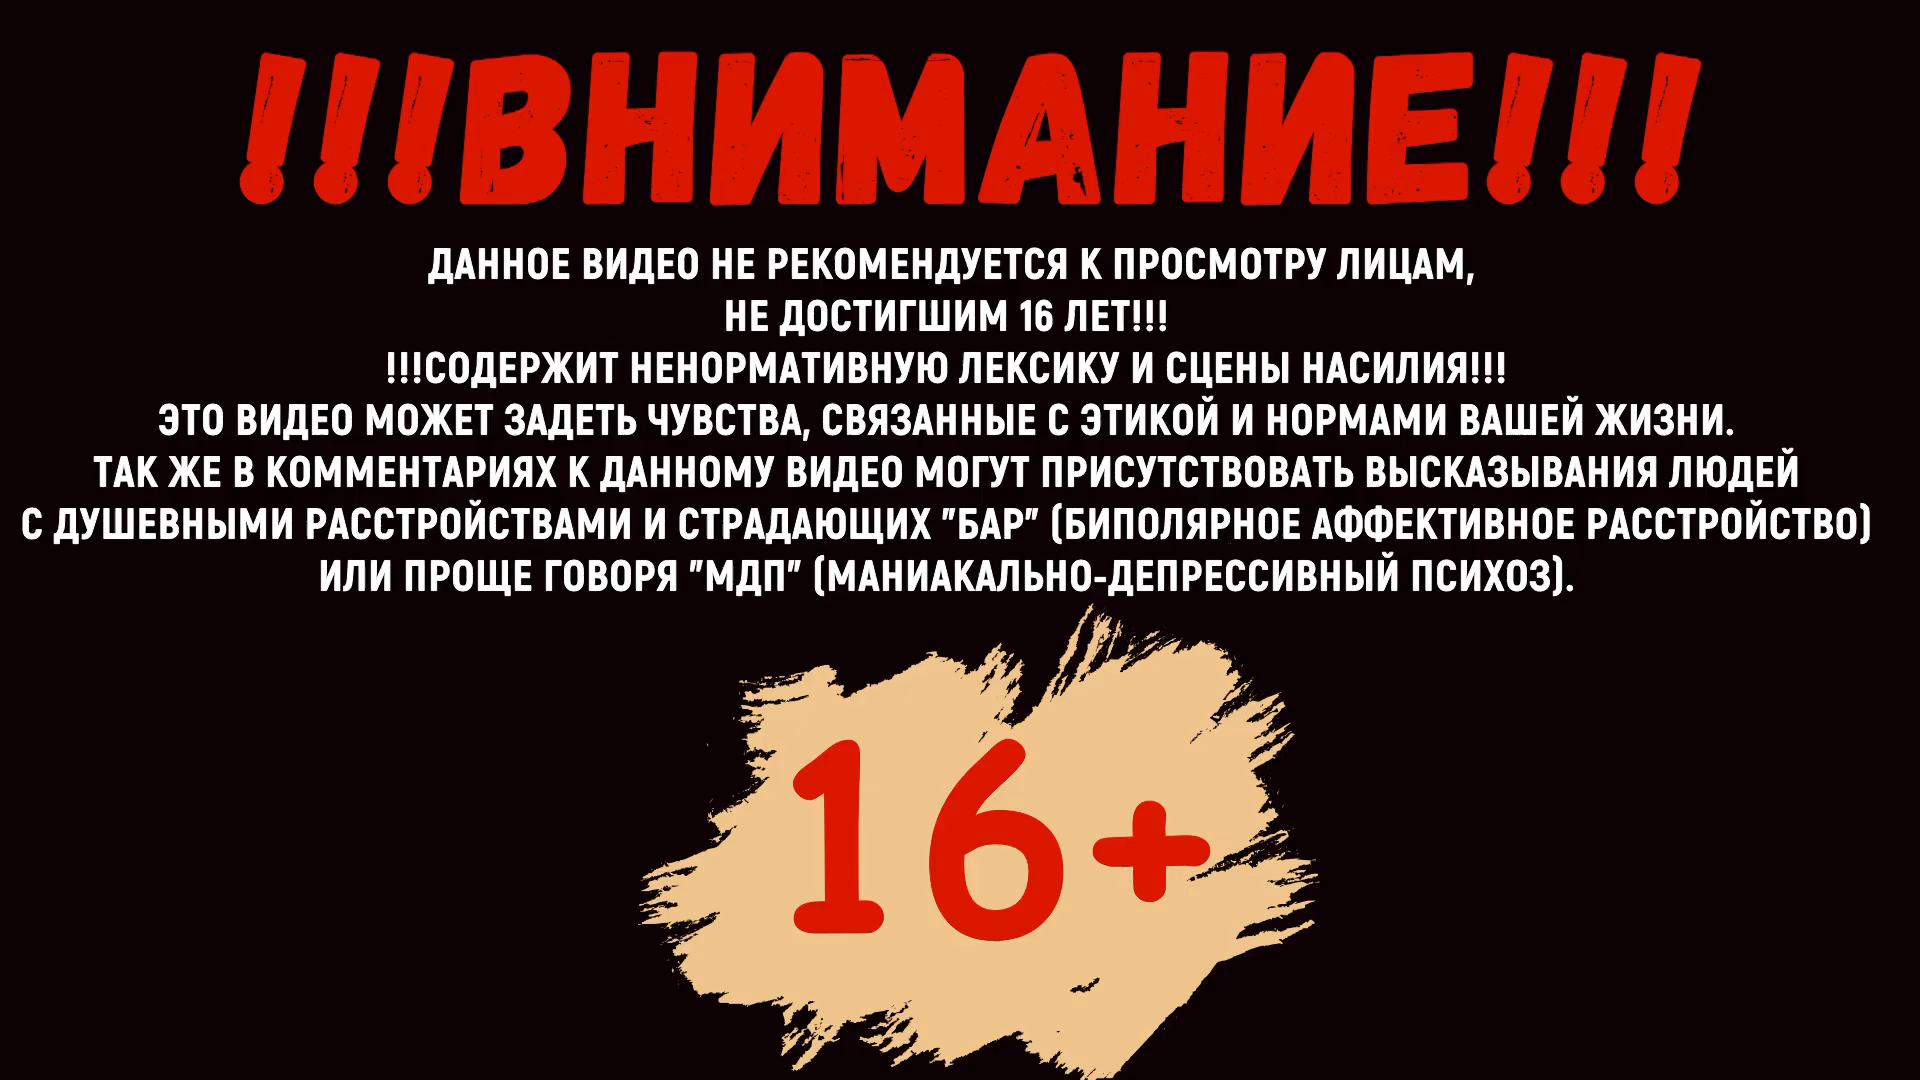 !!!ВНИМАНИЕ!!!
ДАННОЕ ВИДЕО НЕ РЕКОМЕНДУЕТСЯ К ПРОСМОТРУ ЛИЦАМ,
НЕ ДОСТИГШИМ 16 ЛЕТ!!!
!!!СОДЕРЖИТ НЕНОРМАТИВНУЮ ЛЕКСИКУ И СЦЕНЫ НАСИЛИЯ!!!
ЭТО ВИДЕО МОЖЕТ ЗАДЕТЬ ЧУВСТВА, СВЯЗАННЫЕ С ЭТИКОЙ И НОРМАМИ ВАШЕЙ ЖИЗНИ.
ТАК ЖЕ В КОММЕНТАРИЯХ К ДАННОМУ ВИДЕО МОГУТ ПРИСУТСТВОВАТЬ ВЫСКАЗЫВАНИЯ ЛЮДЕЙ
С ДУШЕВНЫМИ РАССТРОЙСТВАМИ И СТРАДАЮЩИХ "БАР" (БИПОЛЯРНОЕ АФФЕКТИВНОЕ РАССТРОЙСТВО)
ИЛИ ПРОЩЕ ГОВОРЯ "МДП" (МАНИАКАЛЬНО-ДЕПРЕССИВНЫЙ ПСИХОЗ).
16+